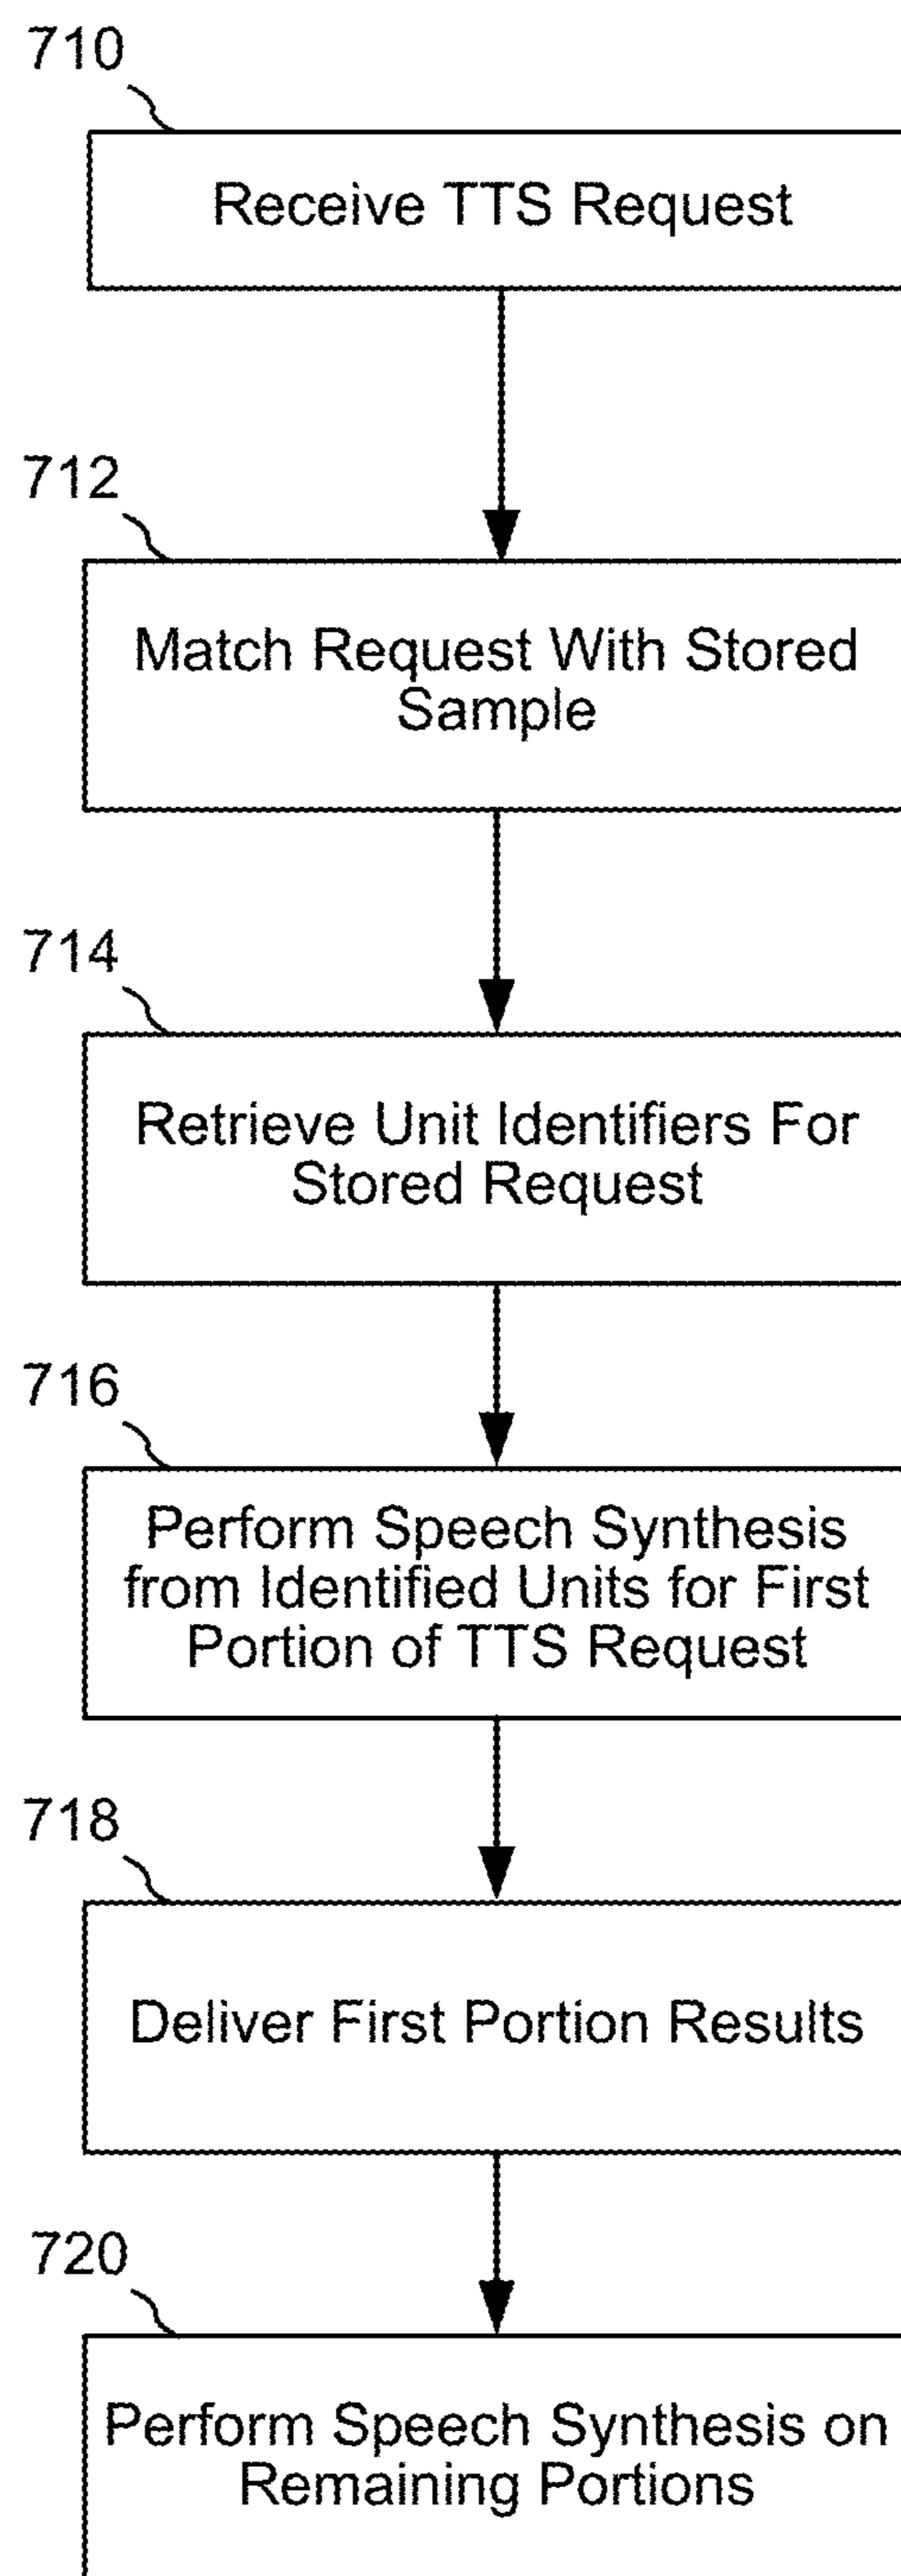 710
Receive TTS Request
712
Match Request With Stored
Sample
714
Retrieve Unit Identifiers For
Stored Request
716
Perform Speech Synthesis
from Identified Units for First
Portion of TTS Request
718
Deliver First Portion Results
720
Perform Speech Synthesis on
Remaining Portions